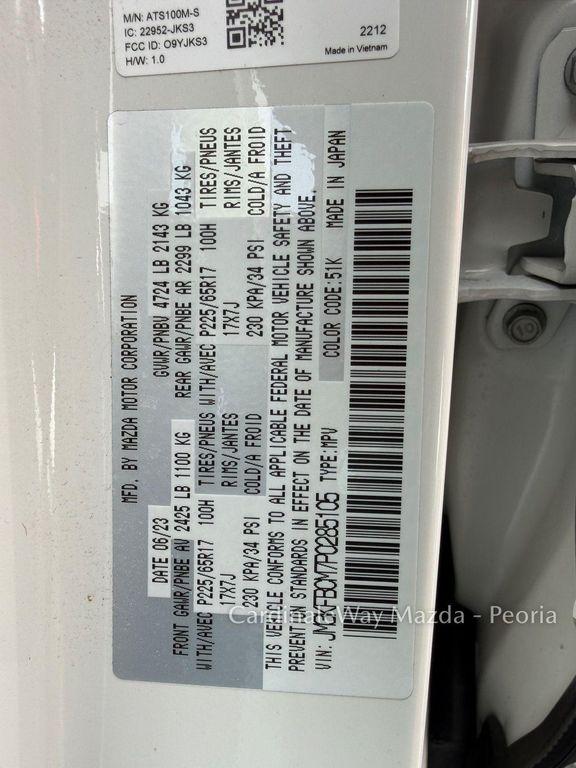 M/N: ATS100M-S
IC: 22952-JKS3
FCC ID: O9YJKS3
H/W: 1.0
2212
Made in Vietnam
MFD. BY MAZDA MOTOR CORPORATION
DATE 06/23 GVWR/PNBV 4724 LB 2143 KG
FRONT GAWR/PNBE AV 2425 LB 1100 KG REAR GAWR/PNBE AR 2299 LB 1043 KG
WITH/AVEC P225/65R17 100H TIRES/PNEUS WITH/AVEC P225/65R17 100H TIRES/PNEUS
17X7J RIMS/JANTES 17X7J RIMS/JANTES
230 KPA/34 PSI COLD/A FROID 230 KPA/34 PSI COLD/A FROID
THIS VEHICLE CONFORMS TO ALL APPLICABLE FEDERAL MOTOR VEHICLE SAFETY AND THEFT
PREVENTION STANDARDS IN EFFECT ON THE DATE OF MANUFACTURE SHOWN ABOVE.
VIN: JM3KFBCM7P0285105 TYPE:MPV COLOR CODE:51K MADE IN JAPAN
CardinaleWay Mazda - Peoria
10